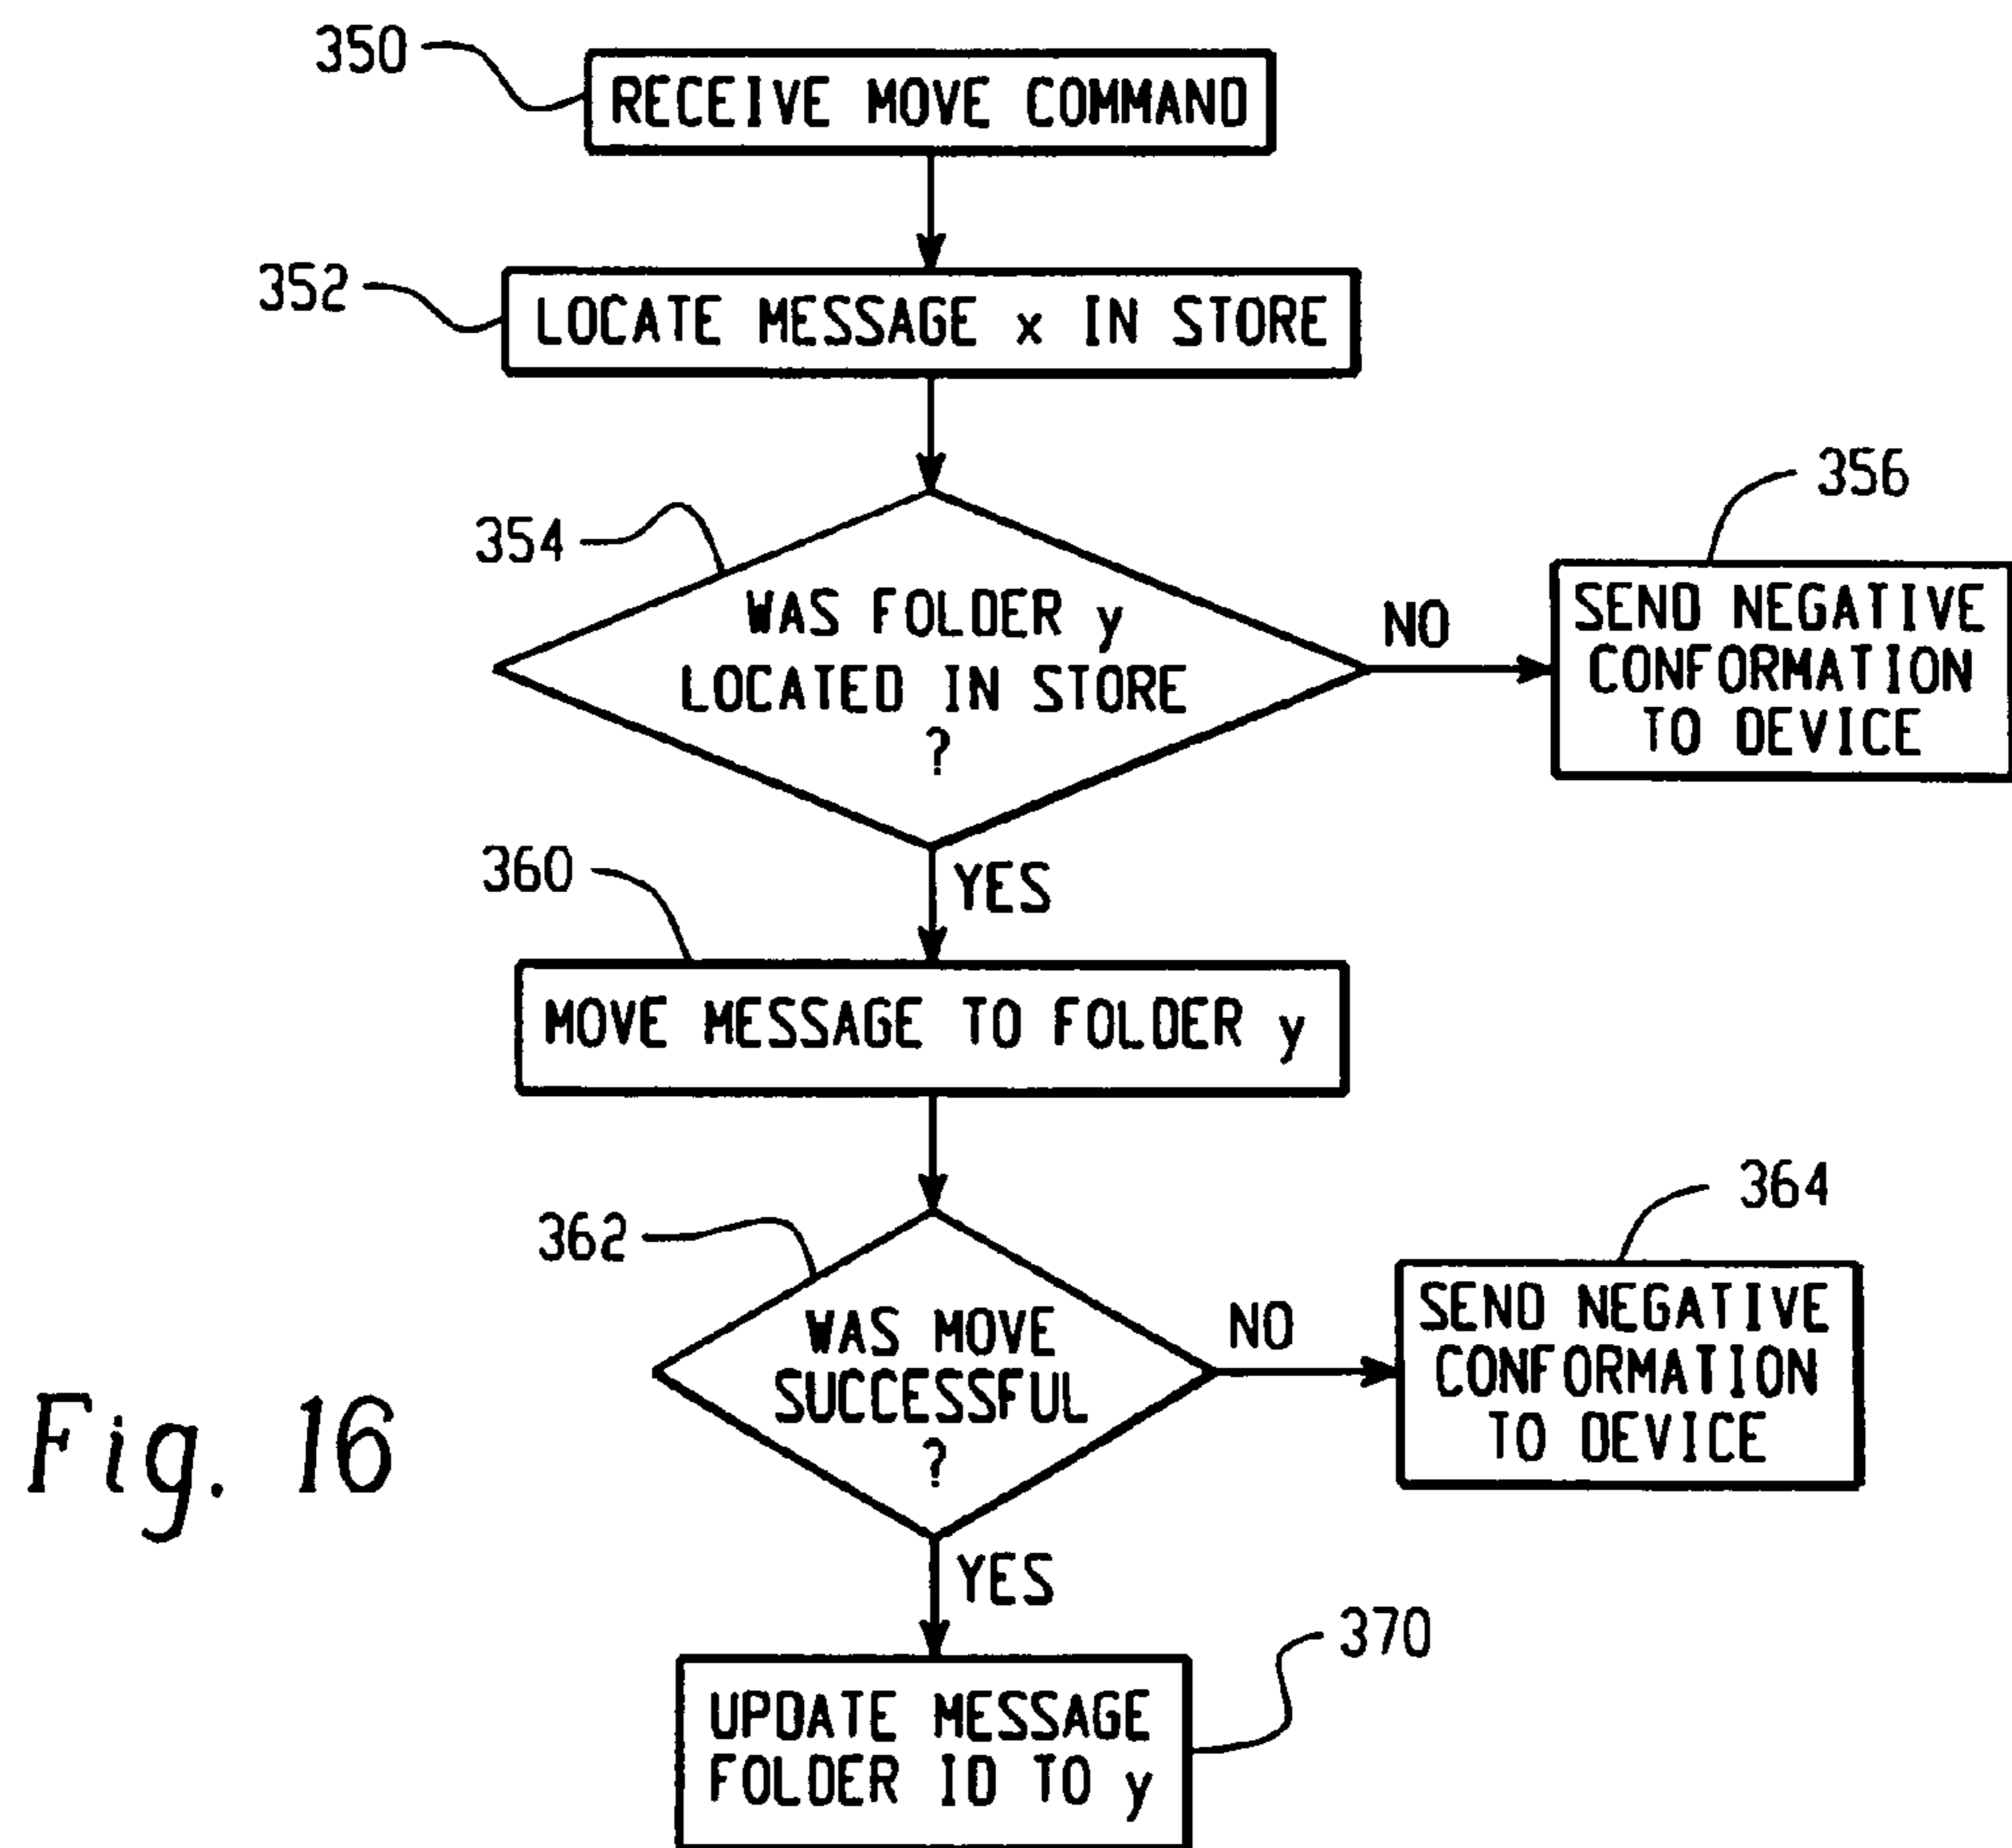 350
RECEIVE MOVE COMMAND
352
LOCATE MESSAGE x IN STORE
354
WAS FOLDER y
LOCATED IN STORE
?
NO
356
SEND NEGATIVE
CONFORMATION
TO DEVICE
YES
360
MOVE MESSAGE TO FOLDER y
362
WAS MOVE
SUCCESSFUL
?
NO
364
SEND NEGATIVE
CONFORMATION
TO DEVICE
YES
370
UPDATE MESSAGE
FOLDER ID TO y
Fig. 16